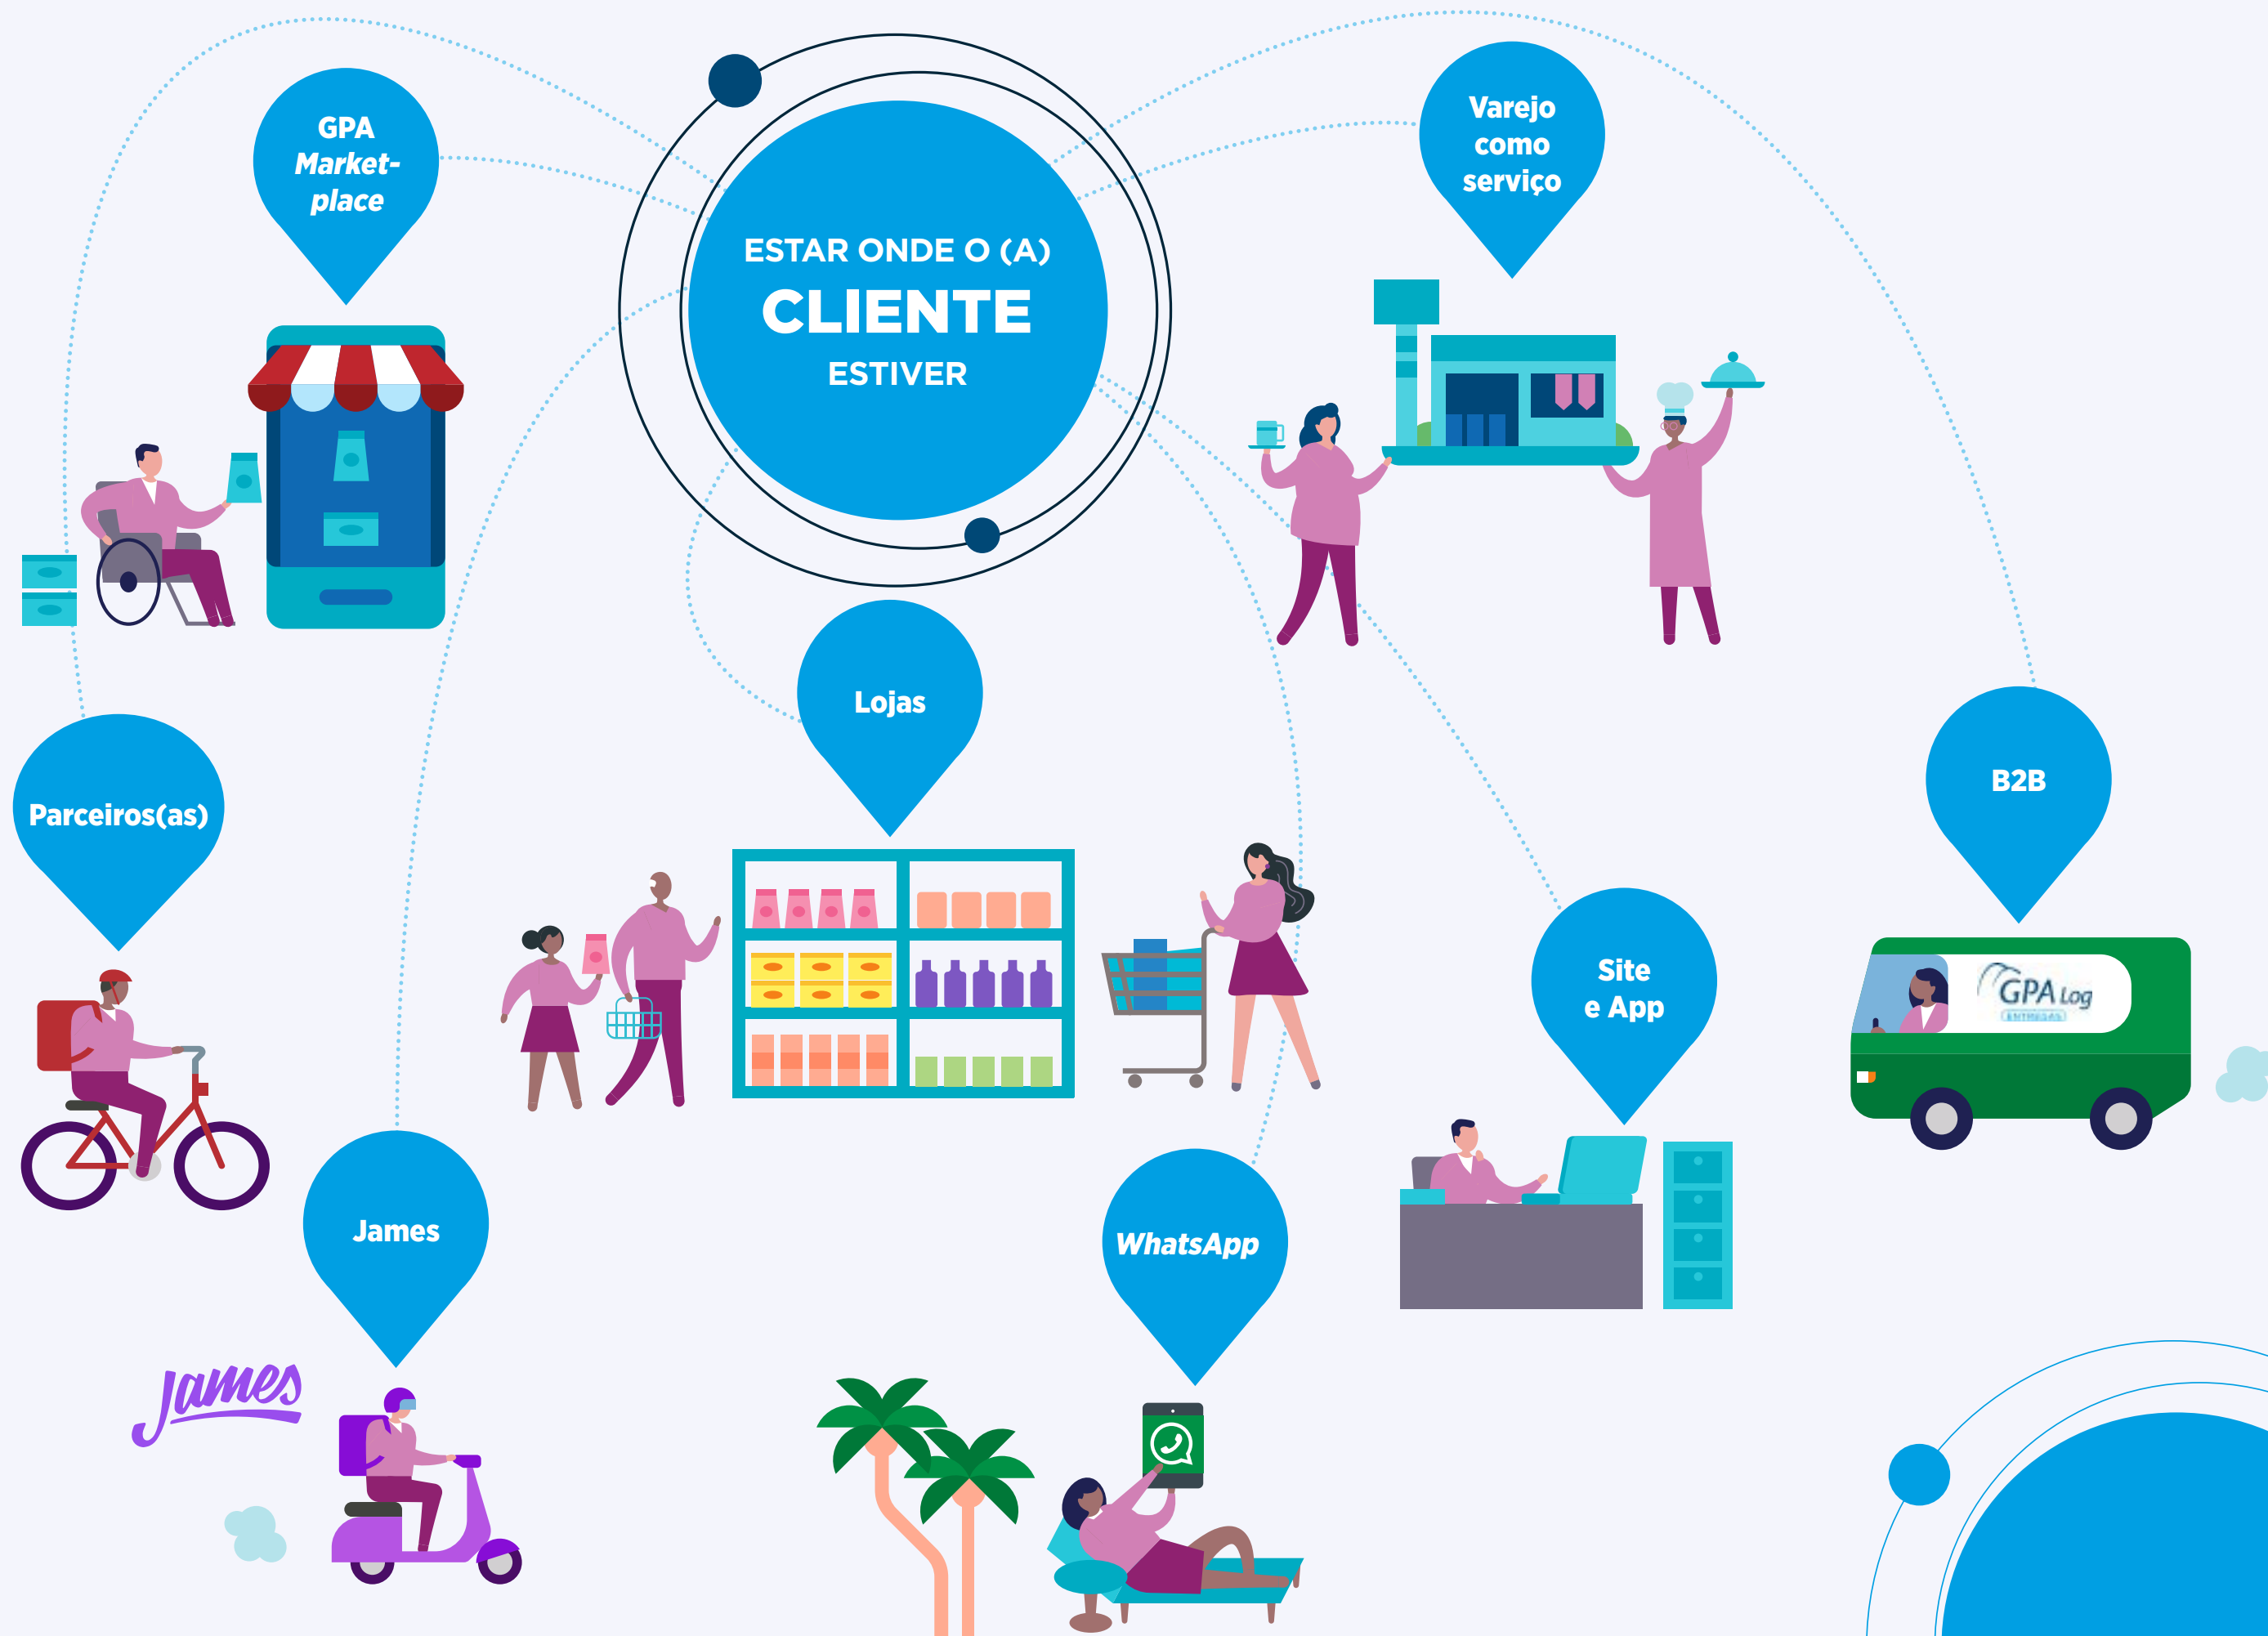 ESTAR ONDE O (A)
CLIENTE
ESTIVER
GPA
Market-
place
Varejo
como
serviço
Lojas
Parceiros(as)
B2B
GPA Log
ENTREGAS
Site
e App
James
WhatsApp
James